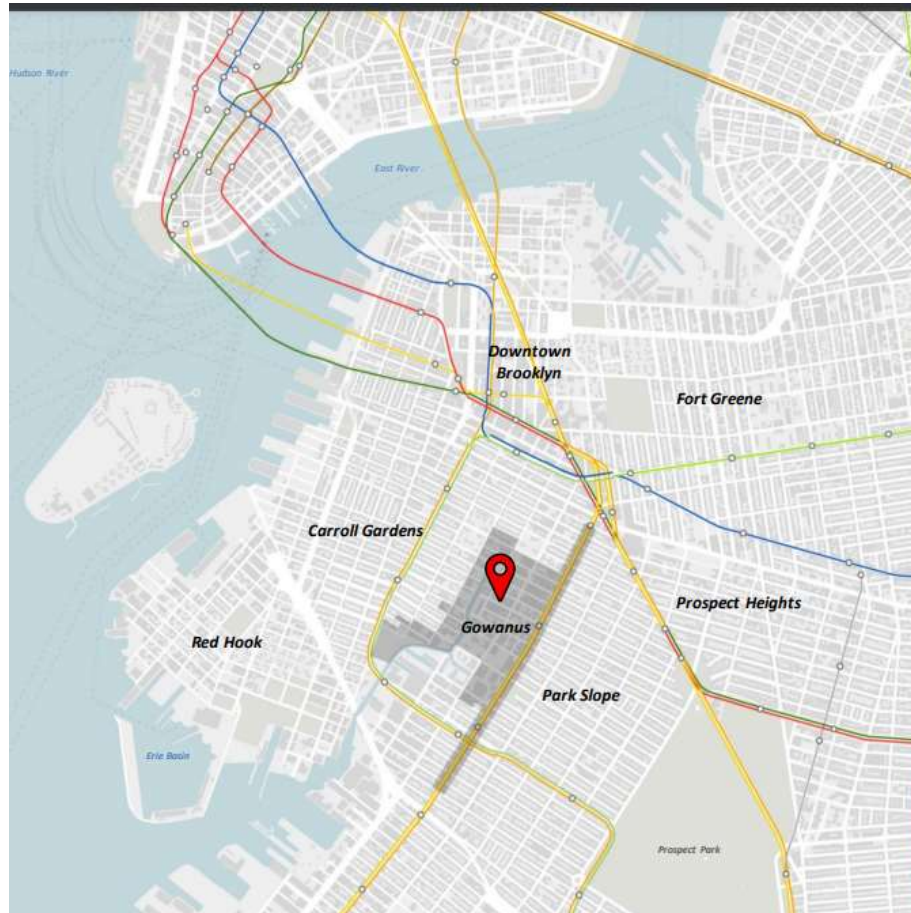 Hudson River
East River
Downtown
Brooklyn
Fort Greene
Carroll Gardens
Prospect Heights
Gowanus
Red Hook
Park Slope
Erie Basin
Prospect Park